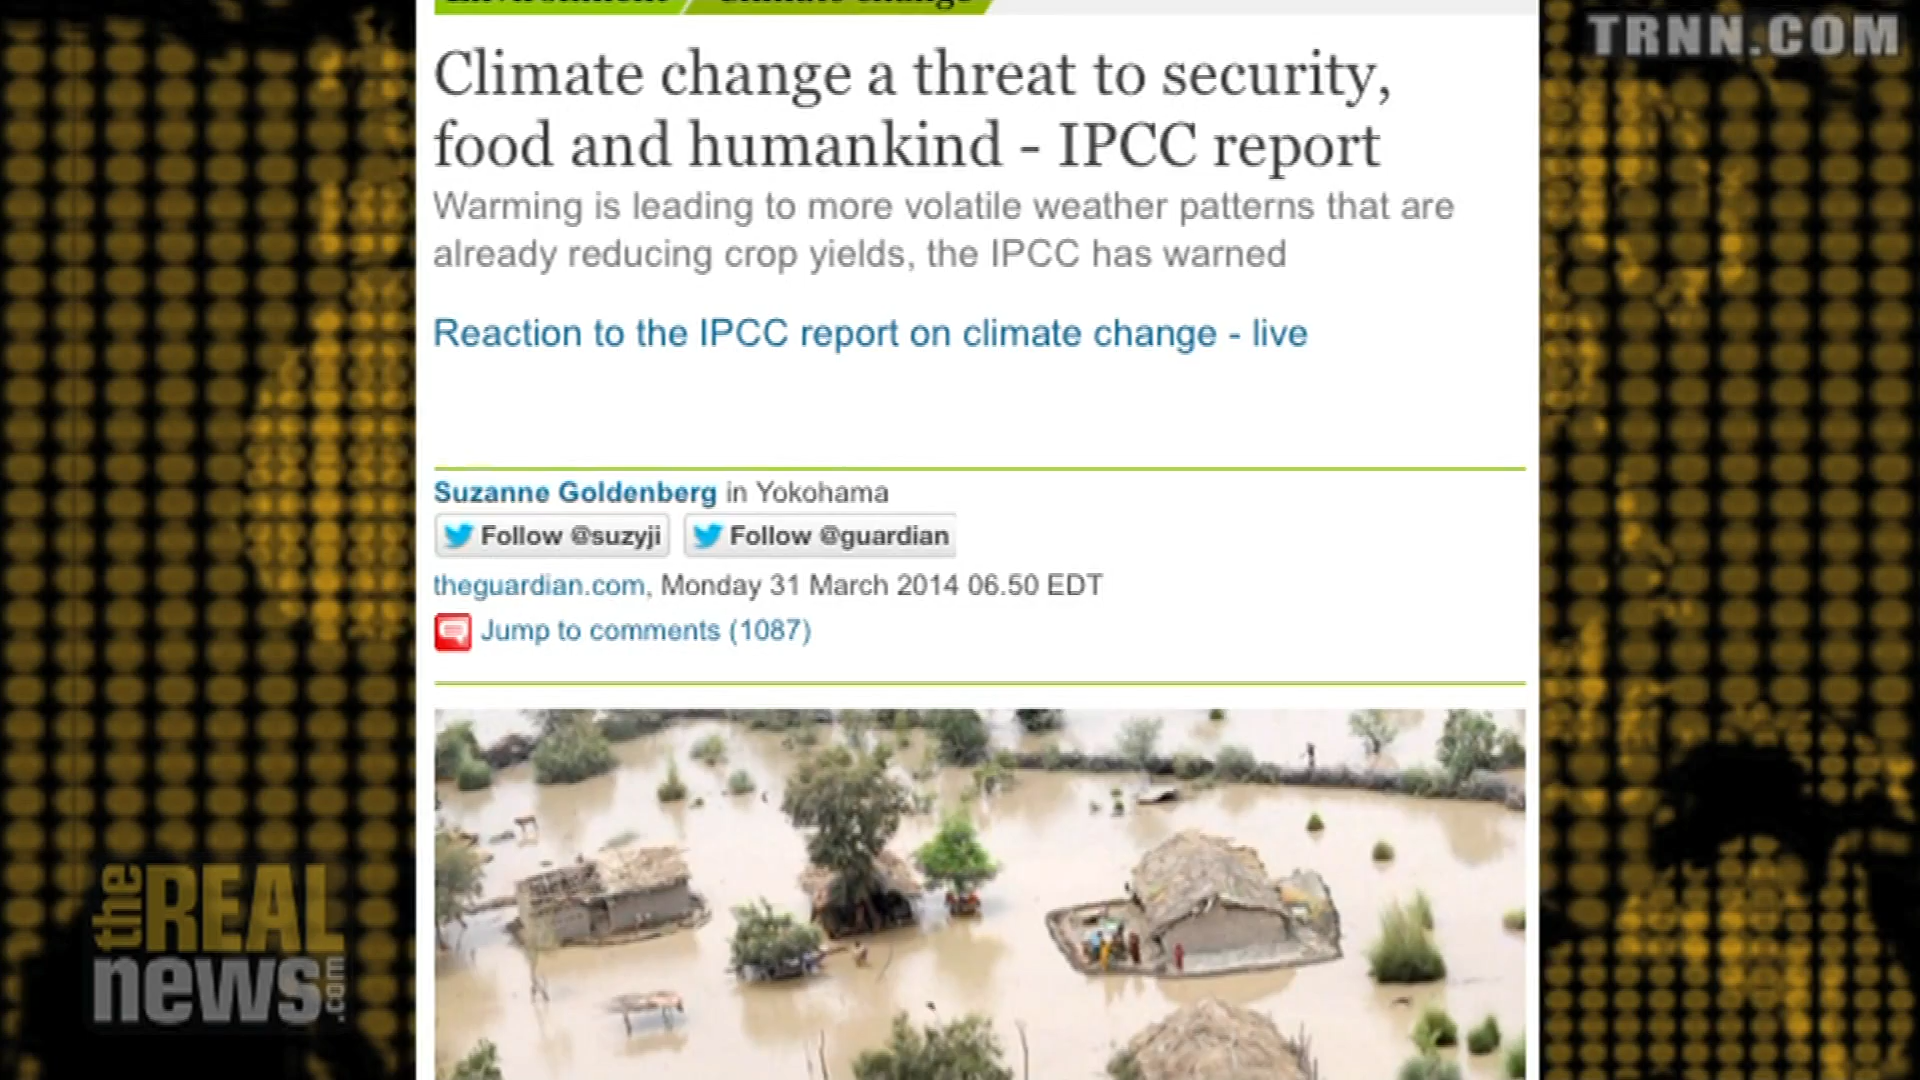 Environment Climate change
TRNN.COM
Climate change a threat to security,
food and humankind - IPCC report
Warming is leading to more volatile weather patterns that are
already reducing crop yields, the IPCC has warned
Reaction to the IPCC report on climate change - live
Suzanne Goldenberg in Yokohama
Follow @suzyji Follow @guardian
theguardian.com, Monday 31 March 2014 06.50 EDT
Jump to comments (1087)
the REAL
news.com